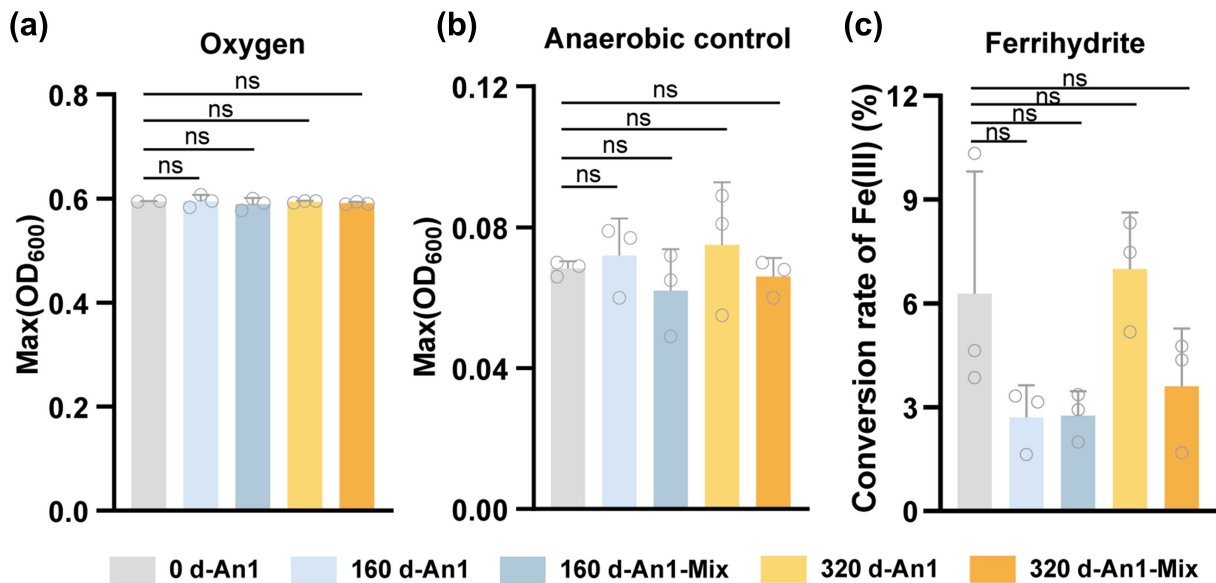 (a)
Oxygen
ns
ns
ns
ns
Max(OD600)
0.8
0.6
0.4
0.2
0.0
(b)
Anaerobic control
ns
ns
ns
ns
Max(OD600)
0.12
0.08
0.04
0.00
(c)
Ferrihydrite
ns
ns
ns
ns
Conversion rate of Fe(III) (%)
12
9
6
3
0
0 d-An1
160 d-An1
160 d-An1-Mix
320 d-An1
320 d-An1-Mix